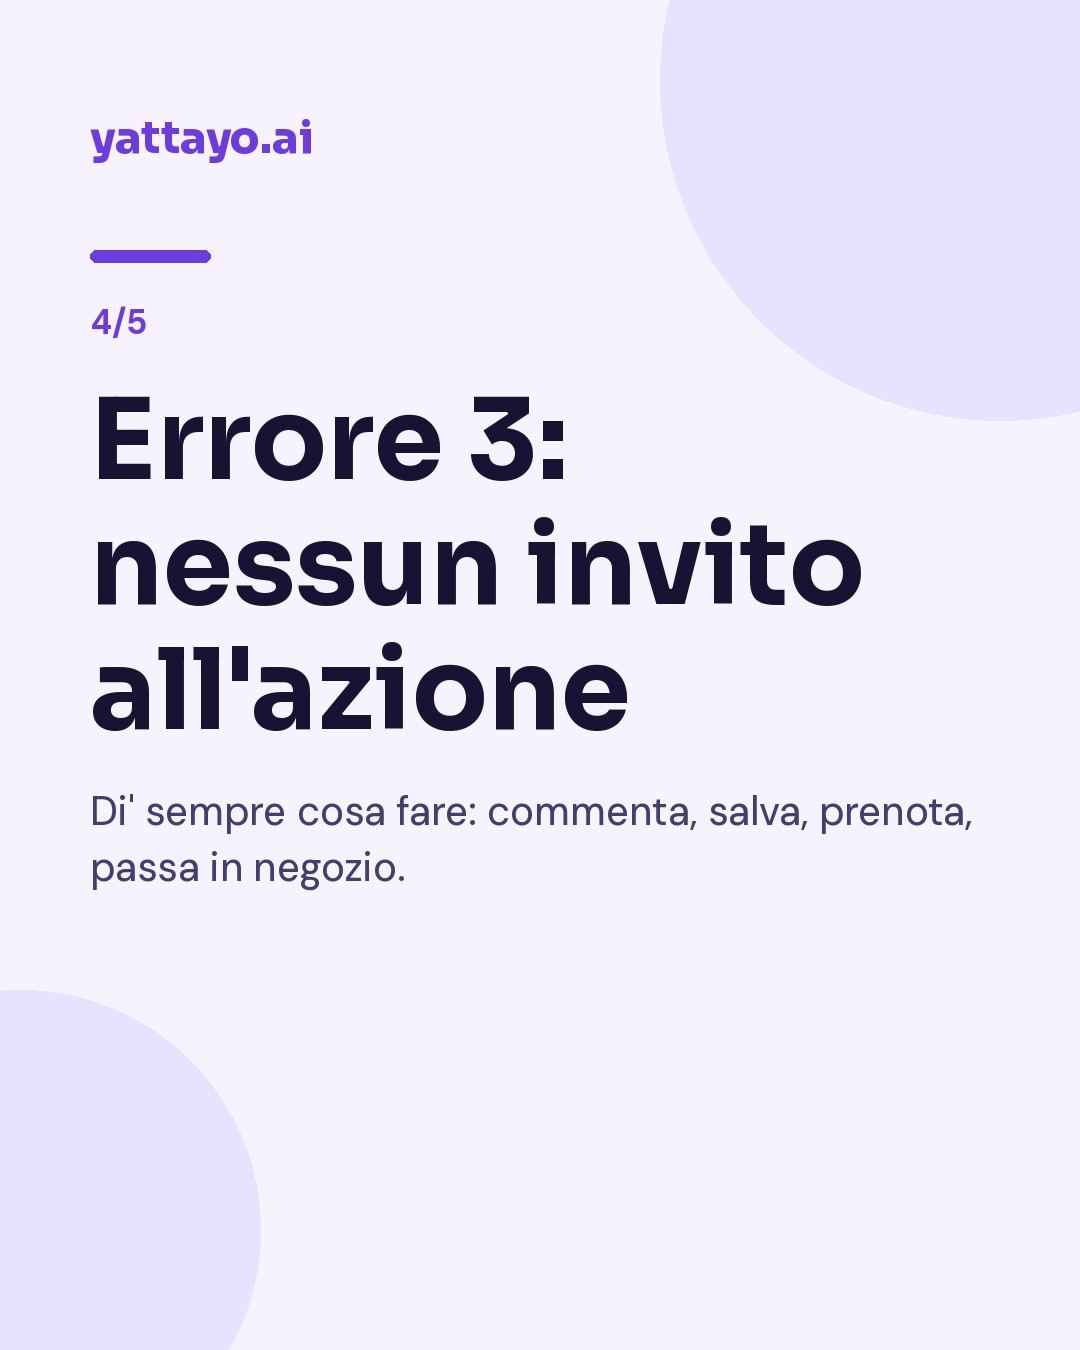 yattayo.ai
4/5
Errore 3:
nessun invito
all'azione
Di' sempre cosa fare: commenta, salva, prenota,
passa in negozio.